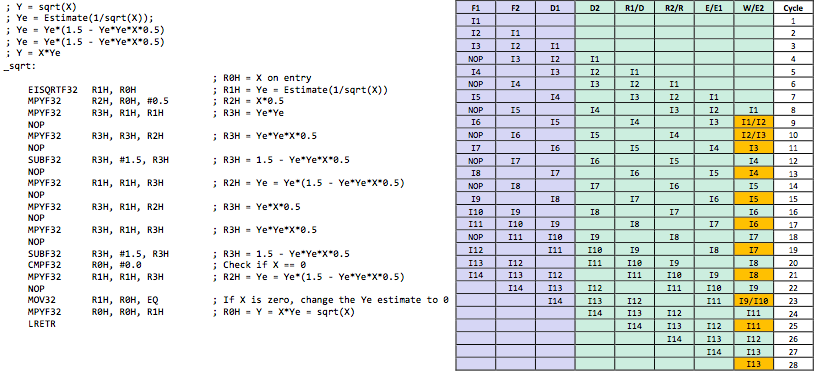 ; Y = sqrt(X)
; Ye = Estimate(1/sqrt(X));
; Ye = Ye*(1.5 - Ye*Ye*X*0.5)
; Ye = Ye*(1.5 - Ye*Ye*X*0.5)
; Y = X*Ye
_sqrt:
; R0H = X on entry
EISQRTF32 R1H, R0H ; R1H = Ye = Estimate(1/sqrt(X))
MPYF32 R2H, R0H, #0.5 ; R2H = X*0.5
MPYF32 R3H, R1H, R1H ; R3H = Ye*Ye
NOP
MPYF32 R3H, R3H, R2H ; R3H = Ye*Ye*X*0.5
NOP
SUBF32 R3H, #1.5, R3H ; R3H = 1.5 - Ye*Ye*X*0.5
NOP
MPYF32 R1H, R1H, R3H ; R2H = Ye = Ye*(1.5 - Ye*Ye*X*0.5)
NOP
MPYF32 R3H, R1H, R2H ; R3H = Ye*X*0.5
NOP
MPYF32 R3H, R1H, R3H ; R3H = Ye*Ye*X*0.5
NOP
SUBF32 R3H, #1.5, R3H ; R3H = 1.5 - Ye*Ye*X*0.5
CMPF32 R0H, #0.0 ; Check if X == 0
MPYF32 R1H, R1H, R3H ; R2H = Ye = Ye*(1.5 - Ye*Ye*X*0.5)
NOP
MOV32 R1H, R0H, EQ ; If X is zero, change the Ye estimate to 0
MPYF32 R0H, R0H, R1H ; R0H = Y = X*Ye = sqrt(X)
LRETR
F1 F2 D1 D2 R1/D R2/R E/E1 W/E2 Cycle
I1 1
I2 I1 2
I3 I2 I1 3
NOP I3 I2 I1 4
I4 I3 I2 I1 5
NOP I4 I3 I2 I1 6
I5 I4 I3 I2 I1 7
NOP I5 I4 I3 I2 I1 8
I6 I5 I4 I3 I1/I2 9
NOP I6 I5 I4 I2/I3 10
I7 I6 I5 I4 I3 11
NOP I7 I6 I5 I4 12
I8 I7 I6 I5 I4 13
NOP I8 I7 I6 I5 14
I9 I8 I7 I6 I5 15
I10 I9 I8 I7 I6 16
I11 I10 I9 I8 I7 I6 17
NOP I11 I10 I9 I8 I7 18
I12 I11 I10 I9 I8 I7 19
I13 I12 I11 I10 I9 I8 20
I14 I13 I12 I11 I10 I9 I8 21
I14 I13 I12 I11 I10 I9 22
I14 I13 I12 I11 I9/I10 23
I14 I13 I12 I11 24
I14 I13 I12 I11 25
I14 I13 I12 26
I14 I13 27
I13 28